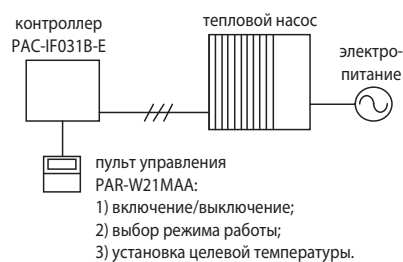 контроллер
PAC-IF031B-E
тепловой насос
электро-
питание
пульт управления
PAR-W21MAA:
1) включение/выключение;
2) выбор режима работы;
3) установка целевой температуры.